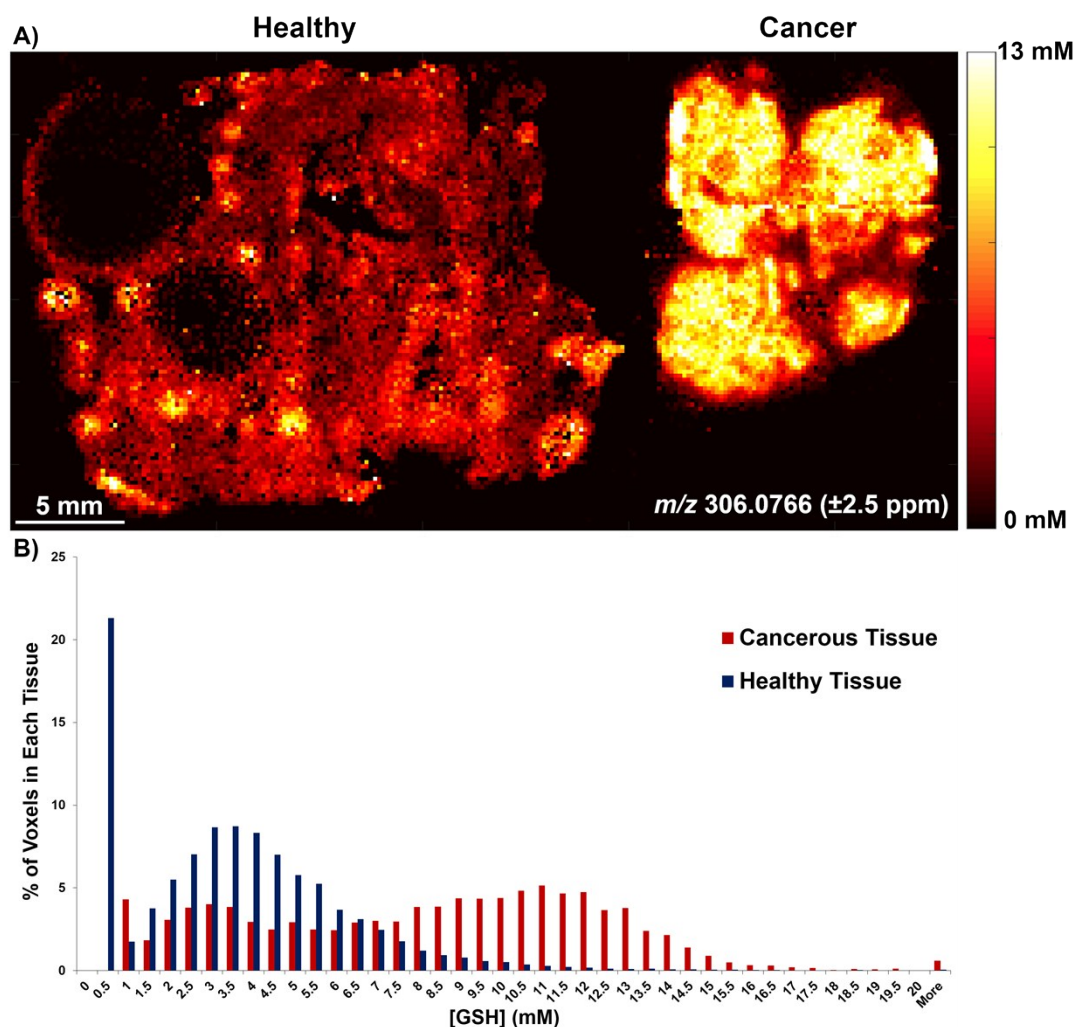 A)
Healthy
Cancer
13 mM
5 mm
m/z 306.0766 (±2.5 ppm)
0 mM
B)
25
20
15
10
5
0
% of Voxels in Each Tissue
Cancerous Tissue
Healthy Tissue
0 0.5 1 1.5 2 2.5 3 3.5 4 4.5 5 5.5 6 6.5 7 7.5 8 8.5 9 9.5 10 10.5 11 11.5 12 12.5 13 13.5 14 14.5 15 15.5 16 16.5 17 17.5 18 18.5 19 19.5 20 More
[GSH] (mM)